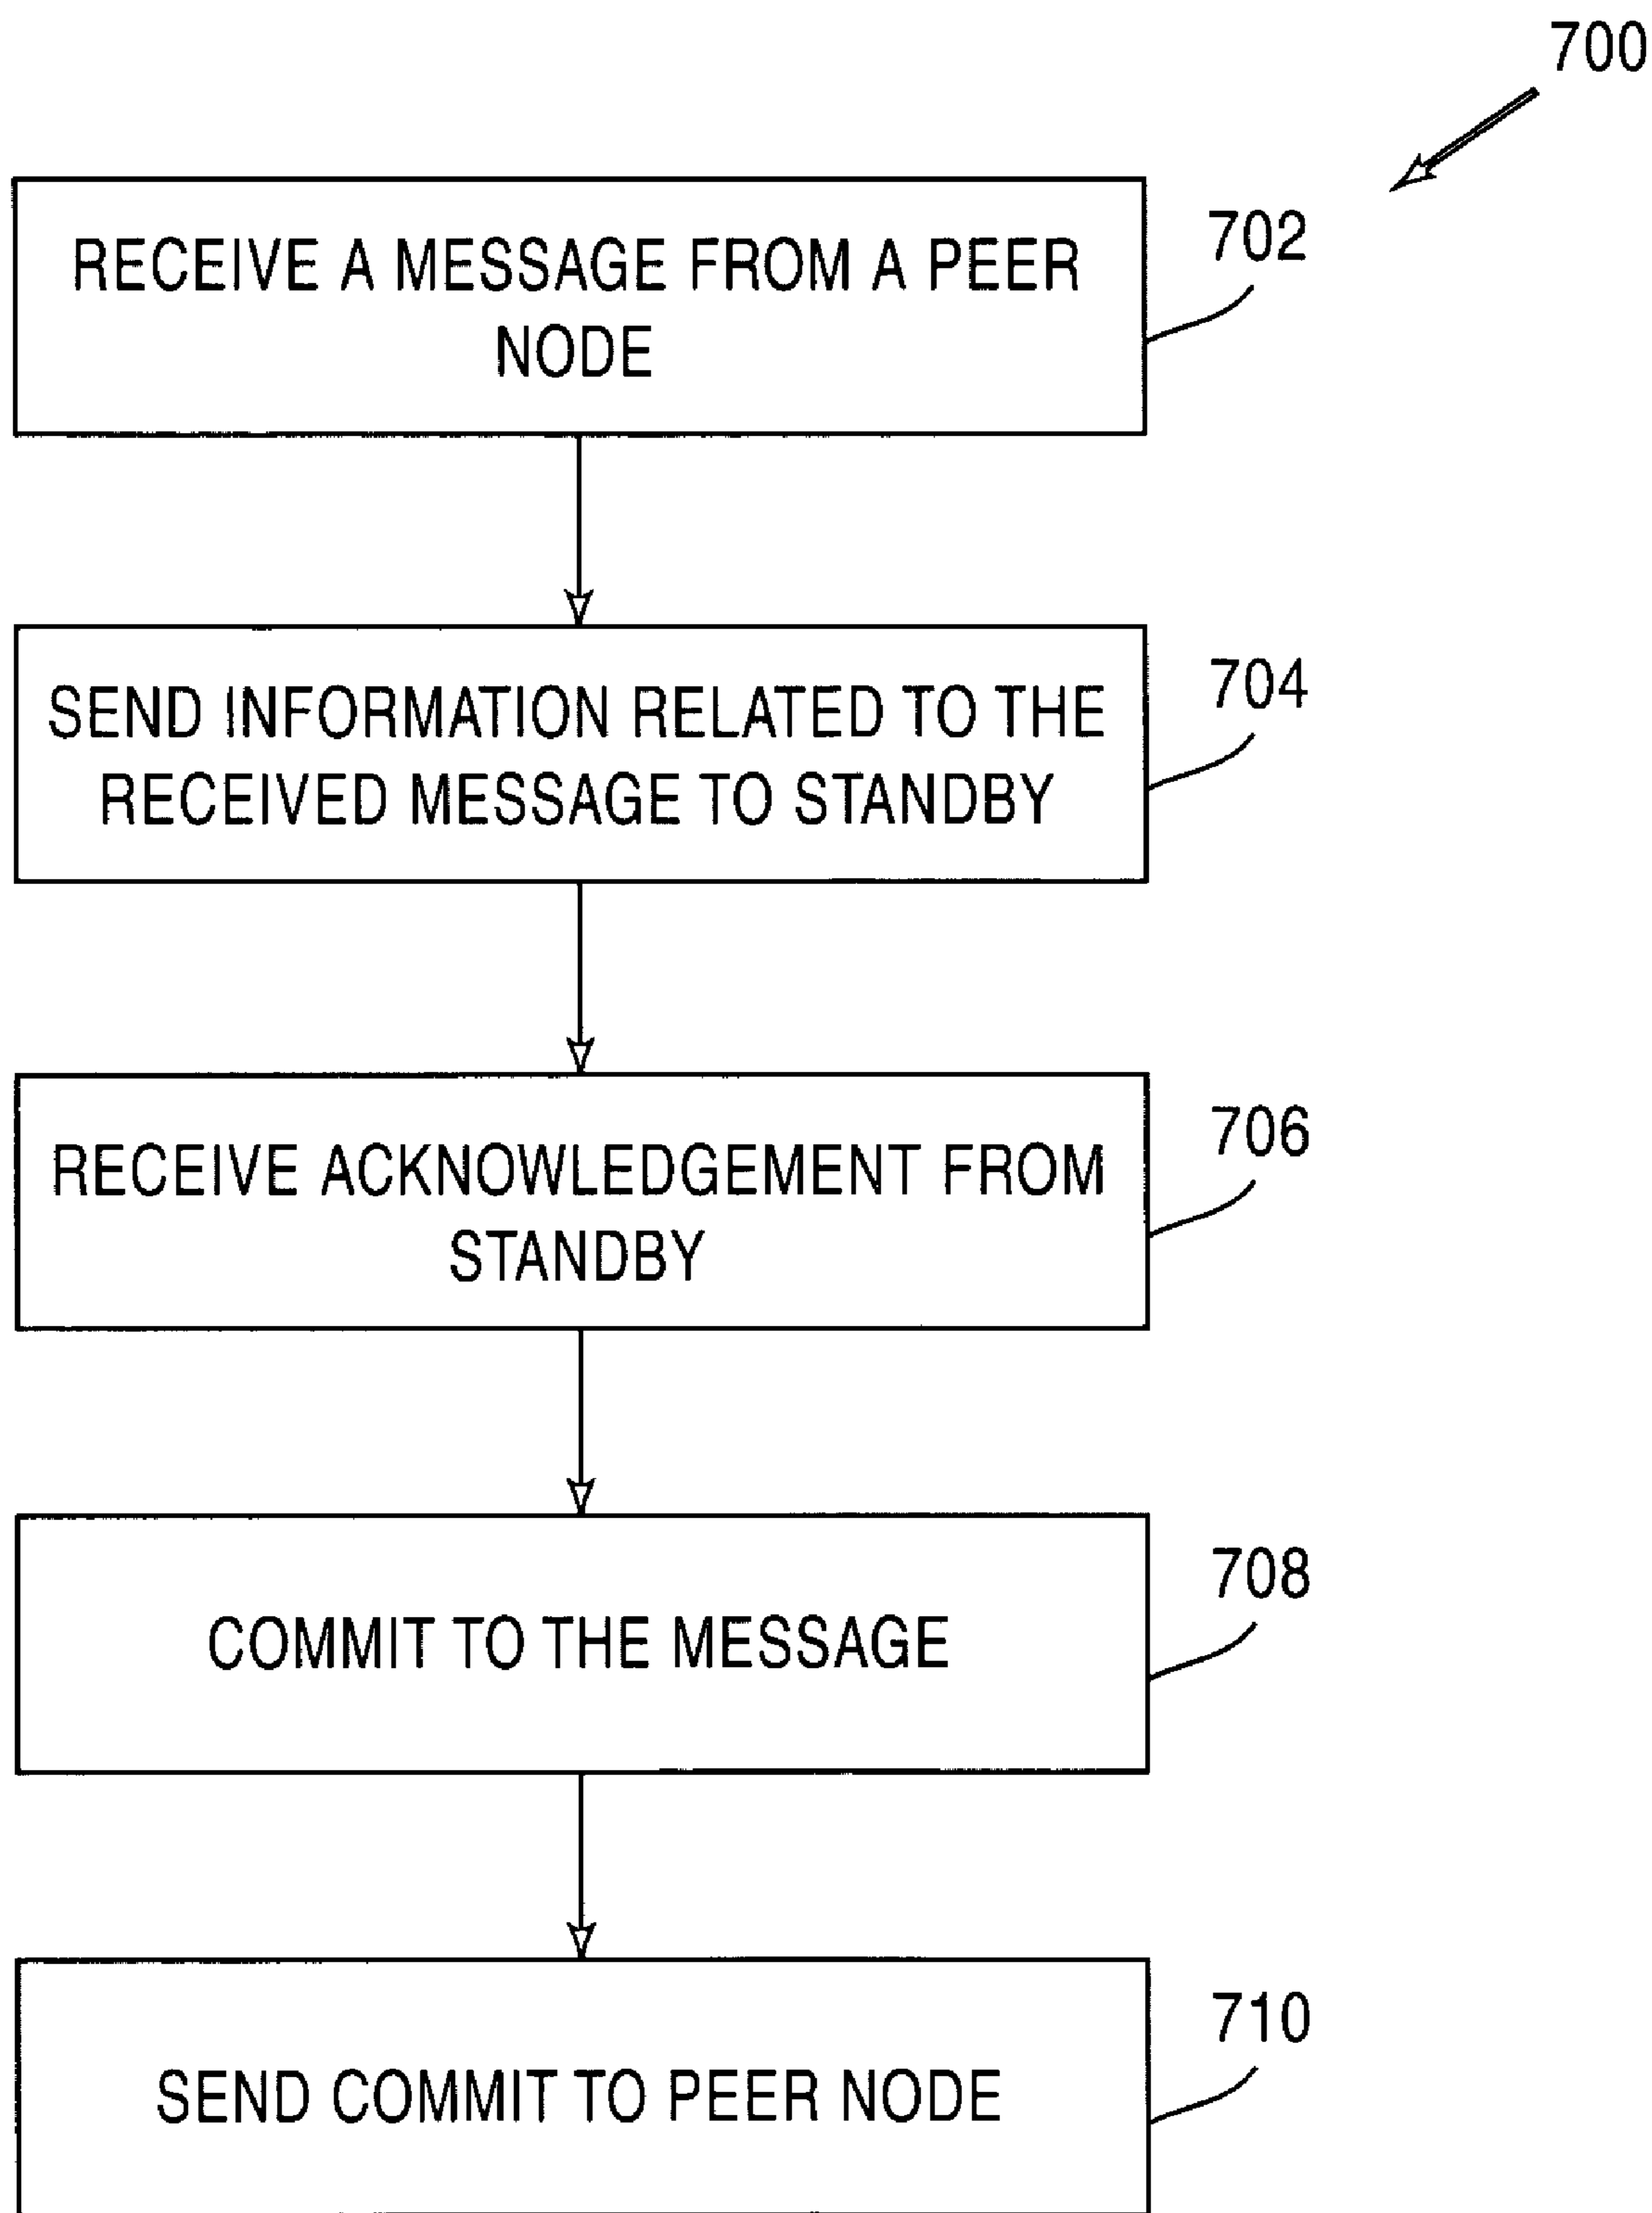 700
RECEIVE A MESSAGE FROM A PEER
NODE
702
SEND INFORMATION RELATED TO THE
RECEIVED MESSAGE TO STANDBY
704
RECEIVE ACKNOWLEDGEMENT FROM
STANDBY
706
COMMIT TO THE MESSAGE
708
SEND COMMIT TO PEER NODE
710